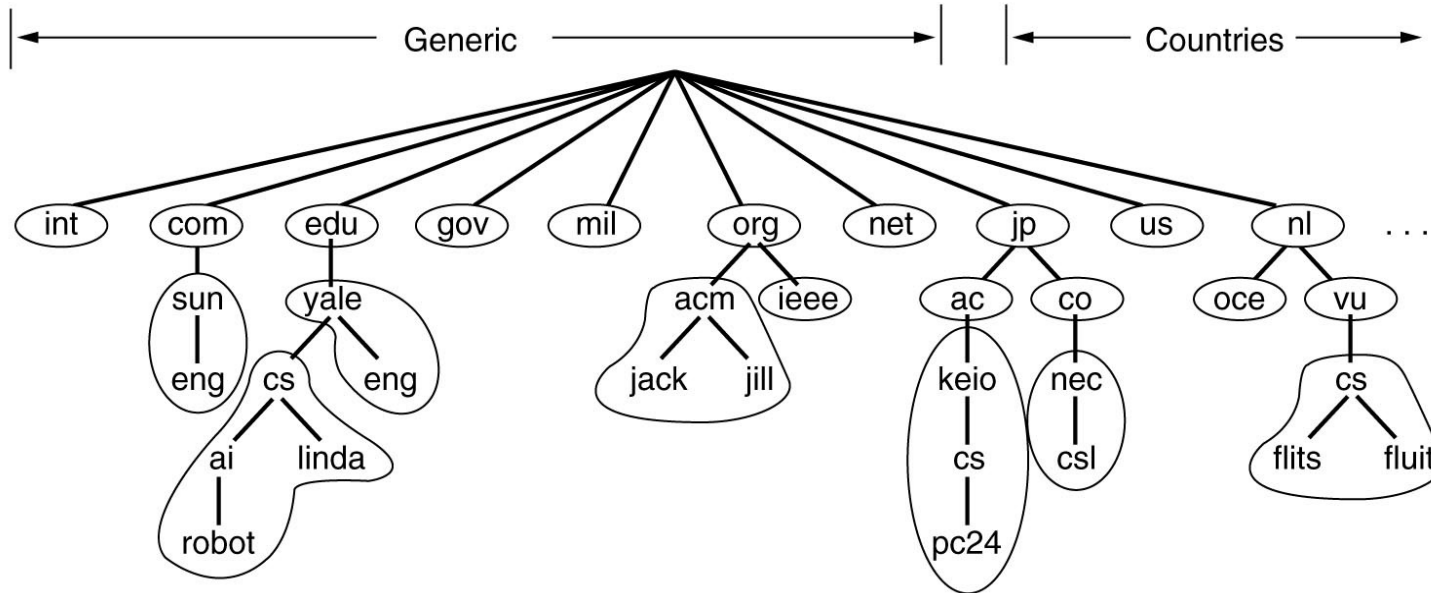 Generic Countries
int com edu gov mil org net jp us nl . . .
sun yale acm ieee ac co oce vu
eng cs eng jack jill keio nec cs
ai linda cs csl flits fluit
robot pc24